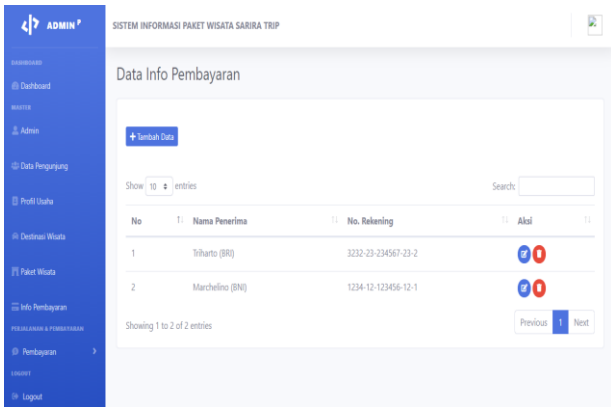 ADMIN P
SISTEM INFORMASI PAKET WISATA SARIRA TRIP
DASHBOARD
Dashboard
MASTER
Admin
Data Pengunjung
Profil Usaha
Destinasi Wisata
Paket Wisata
Info Pembayaran
PERJALANAN & PEMBAYARAN
Pembayaran
LOGOUT
Logout
Data Info Pembayaran
+ Tambah Data
Show 10 entries
Search:
No Nama Penerima No. Rekening Aksi
1 Triharto (BRI) 3232-23-234567-23-2
2 Marchelino (BNI) 1234-12-123456-12-1
Showing 1 to 2 of 2 entries
Previous 1 Next